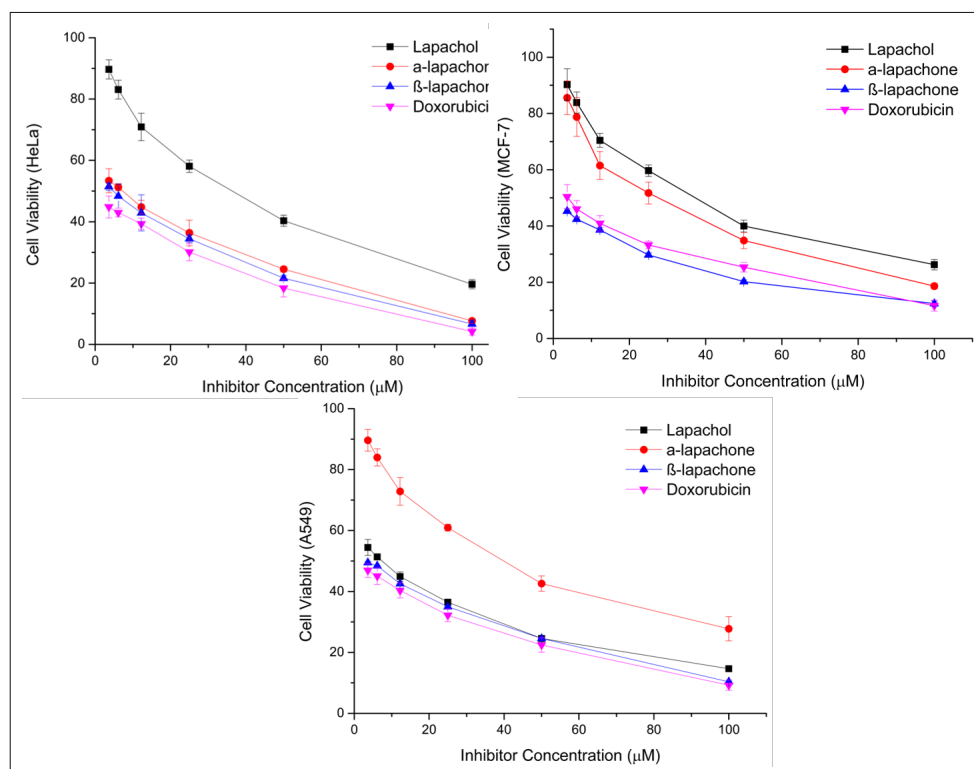 100
80
60
40
20
0
Cell Viability (HeLa)
Lapachol
a-lapachor
ß-lapachor
Doxorubici
0 20 40 60 80 100
Inhibitor Concentration (μM)
100
80
60
40
20
0
Cell Viability (MCF-7)
Lapachol
a-lapachone
ß-lapachone
Doxorubicin
0 20 40 60 80 100
Inhibitor Concentration (μM)
100
80
60
40
20
0
Cell Viability (A549)
Lapachol
a-lapachone
ß-lapachone
Doxorubicin
0 20 40 60 80 100
Inhibitor Concentration (μM)